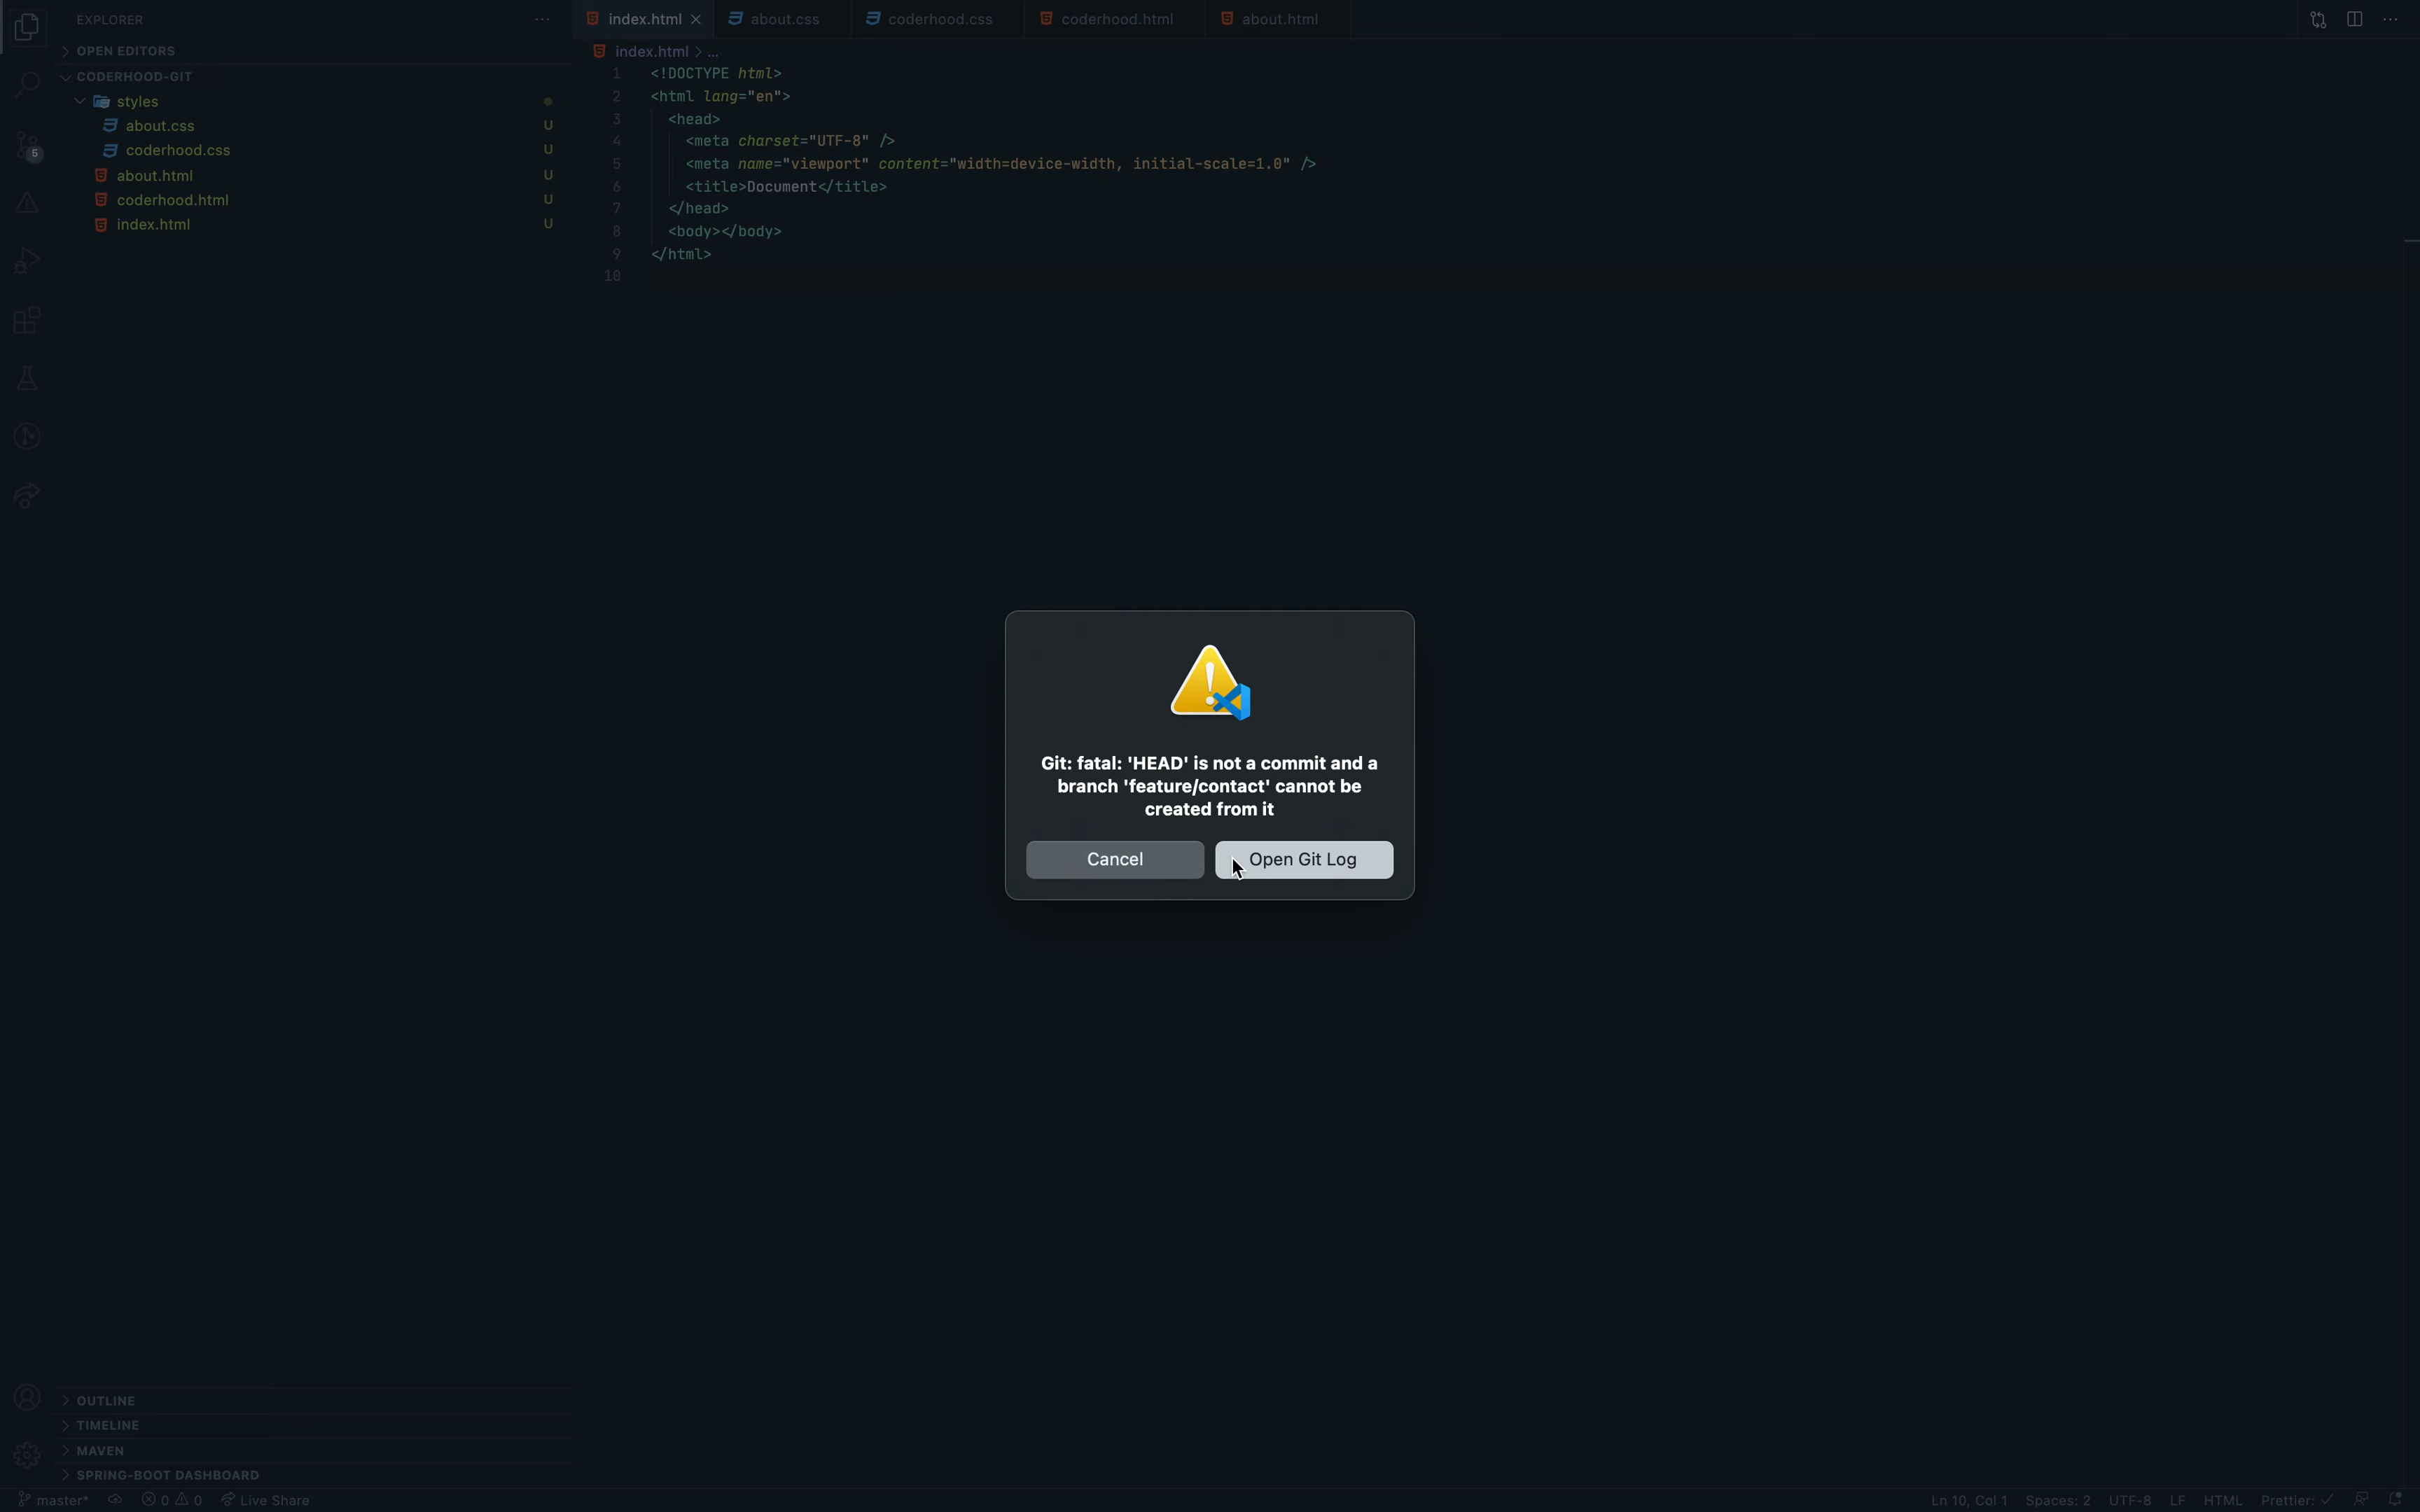 EXPLORER
OPEN EDITORS
CODERHOOD-GIT
styles
about.css U
coderhood.css U
about.html U
coderhood.html U
index.html U
5
index.html
about.css
coderhood.css
coderhood.html
about.html
index.html > ...
1 <!DOCTYPE html>
2 <html lang="en">
3 <head>
4 <meta charset="UTF-8" />
5 <meta name="viewport" content="width=device-width, initial-scale=1.0" />
6 <title>Document</title>
7 </head>
8 <body></body>
9 </html>
10
Git: fatal: 'HEAD' is not a commit and a
branch 'feature/contact' cannot be
created from it
Cancel
Open Git Log
OUTLINE
TIMELINE
MAVEN
SPRING-BOOT DASHBOARD
master* 0 0 Live Share
Ln 10, Col 1 Spaces: 2 UTF-8 LF HTML Prettier: ✓